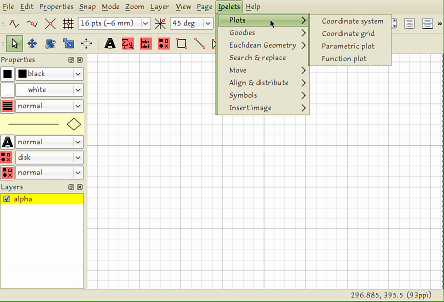 File Edit Properties Snap Mode Zoom View Page Ipelets Help
16 pts (~6 mm) 45 deg
Plots Coordinate system
Goodies Coordinate grid
Euclidean Geometry Parametric plot
Search & replace Function plot
Move
Align & distribute
Symbols
Insert image
Properties
black
white
normal
A normal
disk
normal
Layers
alpha
296.885, 395.5 (93ppi)